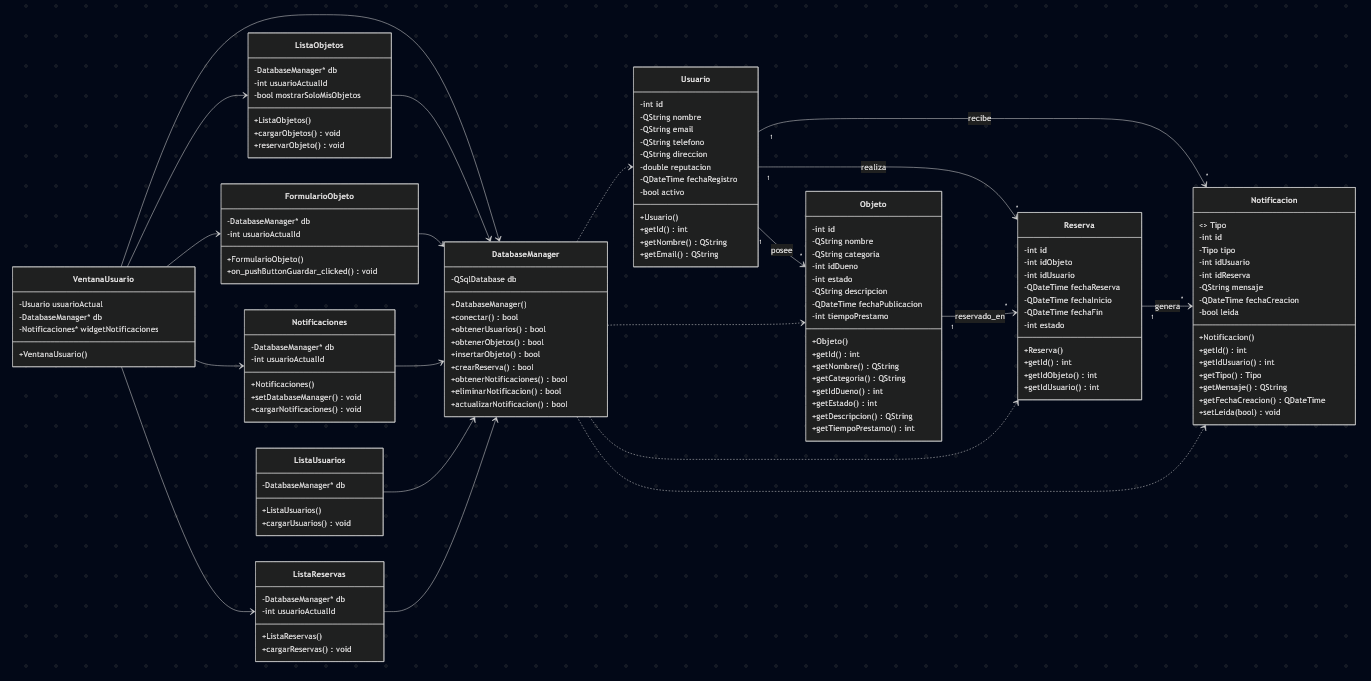 VentanaUsuario
-Usuario usuarioActual
-DatabaseManager* db
-Notificaciones* widgetNotificaciones
+VentanaUsuario()
ListaObjetos
-DatabaseManager* db
-int usuarioActualId
-bool mostrarSoloMisObjetos
+ListaObjetos()
+cargarObjetos() : void
+reservarObjeto() : void
FormularioObjeto
-DatabaseManager* db
-int usuarioActualId
+FormularioObjeto()
+on_pushButtonGuardar_clicked() : void
Notificaciones
-DatabaseManager* db
-int usuarioActualId
+Notificaciones()
+setDatabaseManager() : void
+cargarNotificaciones() : void
ListaUsuarios
-DatabaseManager* db
+ListaUsuarios()
+cargarUsuarios() : void
ListaReservas
-DatabaseManager* db
-int usuarioActualId
+ListaReservas()
+cargarReservas() : void
DatabaseManager
-QSqlDatabase db
+DatabaseManager()
+conectar() : bool
+obtenerUsuarios() : bool
+obtenerObjetos() : bool
+insertarObjeto() : bool
+crearReserva() : bool
+obtenerNotificaciones() : bool
+eliminarNotificacion() : bool
+actualizarNotificacion() : bool
Usuario
-int id
-QString nombre
-QString email
-QString telefono
-QString direccion
-double reputacion
-QDateTime fechaRegistro
-bool activo
+Usuario()
+getId() : int
+getNombre() : QString
+getEmail() : QString
1
recibe
*
1
realiza
*
1
posee
*
Objeto
-int id
-QString nombre
-QString categoria
-int idDueno
-int estado
-QString descripcion
-QDateTime fechaPublicacion
-int tiempoPrestamo
+Objeto()
+getId() : int
+getNombre() : QString
+getCategoria() : QString
+getIdDueno() : int
+getEstado() : int
+getDescripcion() : QString
+getTiempoPrestamo() : int
1
reservado_en
*
Reserva
-int id
-int idObjeto
-int idUsuario
-QDateTime fechaReserva
-QDateTime fechaInicio
-QDateTime fechaFin
-int estado
+Reserva()
+getId() : int
+getIdObjeto() : int
+getIdUsuario() : int
1
genera
*
Notificacion
<> Tipo
-int id
-Tipo tipo
-int idUsuario
-int idReserva
-QString mensaje
-QDateTime fechaCreacion
-bool leida
+Notificacion()
+getId() : int
+getIdUsuario() : int
+getTipo() : Tipo
+getMensaje() : QString
+getFechaCreacion() : QDateTime
+setLeida(bool) : void